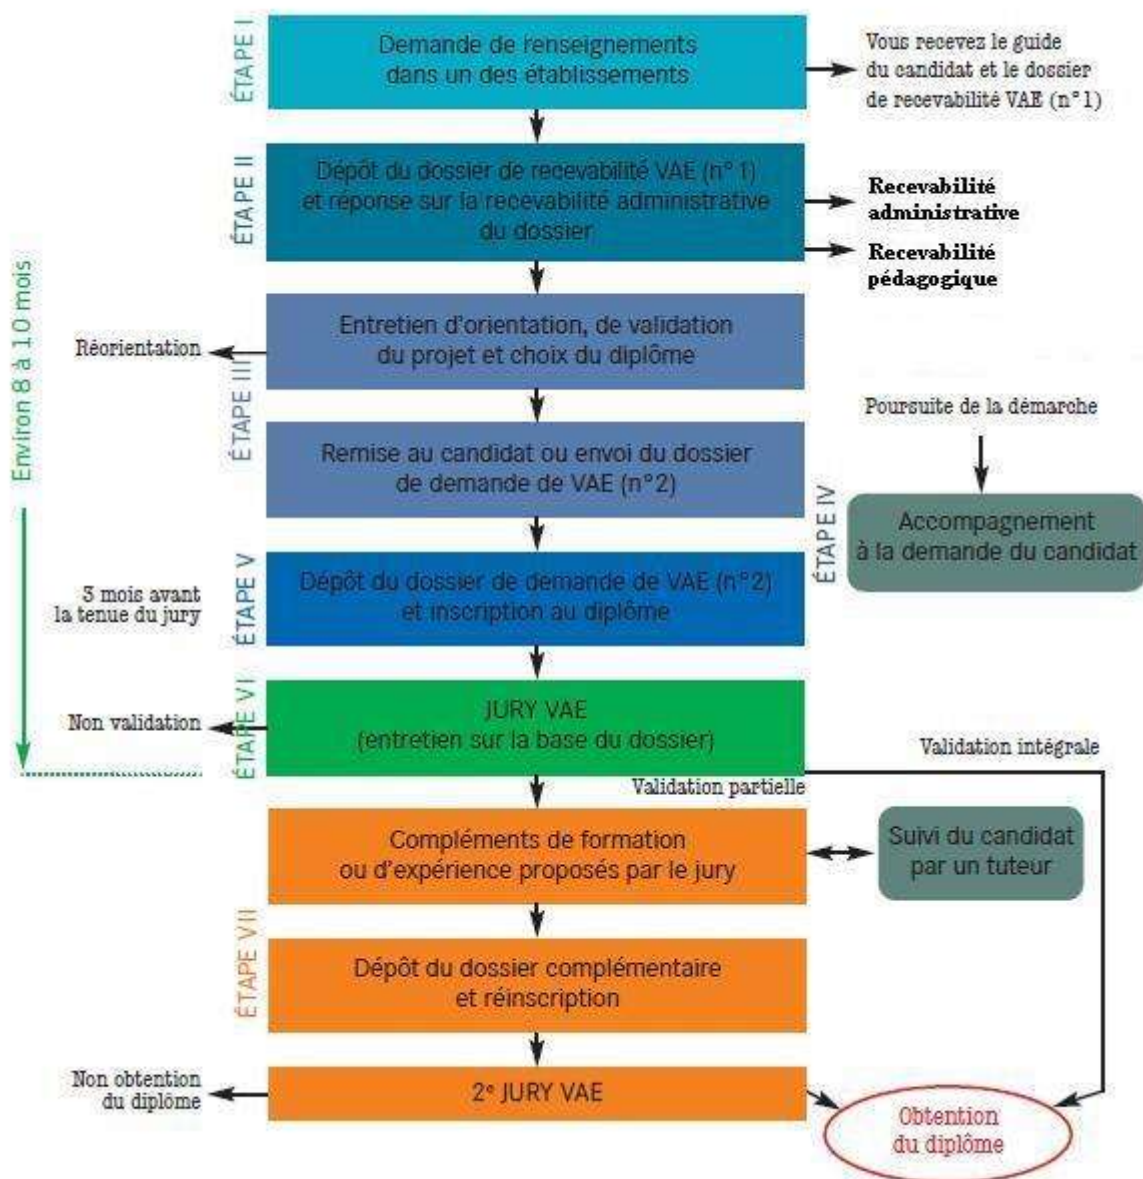 ÉTAPE I
Demande de renseignements
dans un des établissements
Vous recevez le guide
du candidat et le dossier
de recevabilité VAE (n°1)
ÉTAPE II
Dépôt du dossier de recevabilité VAE (n°1)
et réponse sur la recevabilité administrative
du dossier
Recevabilité
administrative
Recevabilité
pédagogique
Environ 8 à 10 mois
Réorientation
ÉTAPE III
Entretien d'orientation, de validation
du projet et choix du diplôme
Remise au candidat ou envoi du dossier
de demande de VAE (n°2)
Poursuite de la démarche
ÉTAPE IV
Accompagnement
à la demande du candidat
3 mois avant
la tenue du jury
ÉTAPE V
Dépôt du dossier de demande de VAE (n°2)
et inscription au diplôme
Non validation
ÉTAPE VI
JURY VAE
(entretien sur la base du dossier)
Validation intégrale
Validation partielle
Compléments de formation
ou d'expérience proposés par le jury
Suivi du candidat
par un tuteur
ÉTAPE VII
Dépôt du dossier complémentaire
et réinscription
Non obtention
du diplôme
2e JURY VAE
Obtention
du diplôme